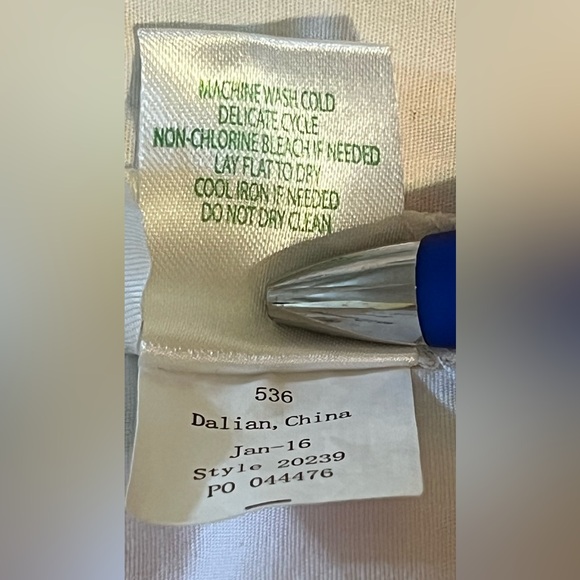 MACHINE WASH COLD
DELICATE CYCLE
NON-CHLORINE BLEACH IF NEEDED
LAY FLAT TO DRY
COOL IRON IF NEEDED
DO NOT DRY CLEAN
536
Dalian, China
Jan-16
Style 20239
PO 044476